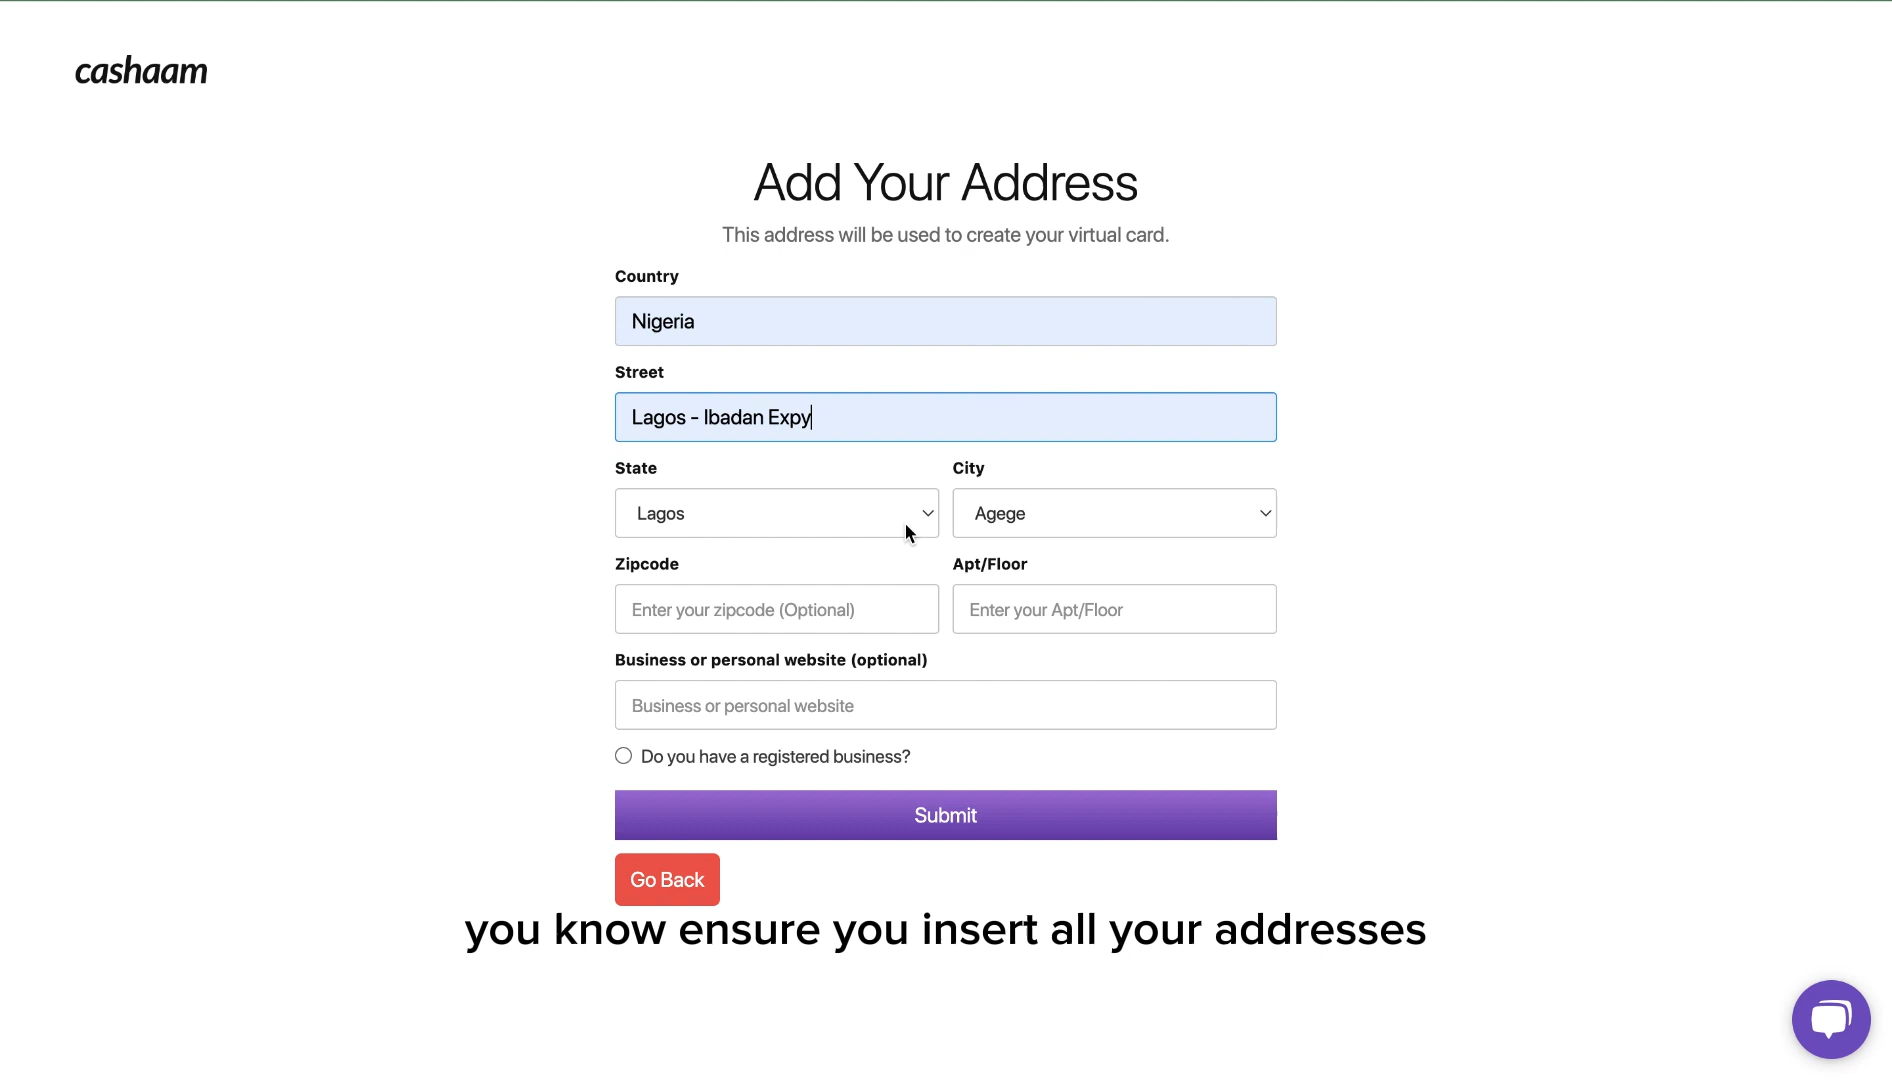 cashaam
Add Your Address
This address will be used to create your virtual card.
Country
Nigeria
Street
Lagos - Ibadan Expy
State
City
Lagos
Agege
Zipcode
Apt/Floor
Enter your zipcode (Optional)
Enter your Apt/Floor
Business or personal website (optional)
Business or personal website
Do you have a registered business?
Submit
Go Back
you know ensure you insert all your addresses